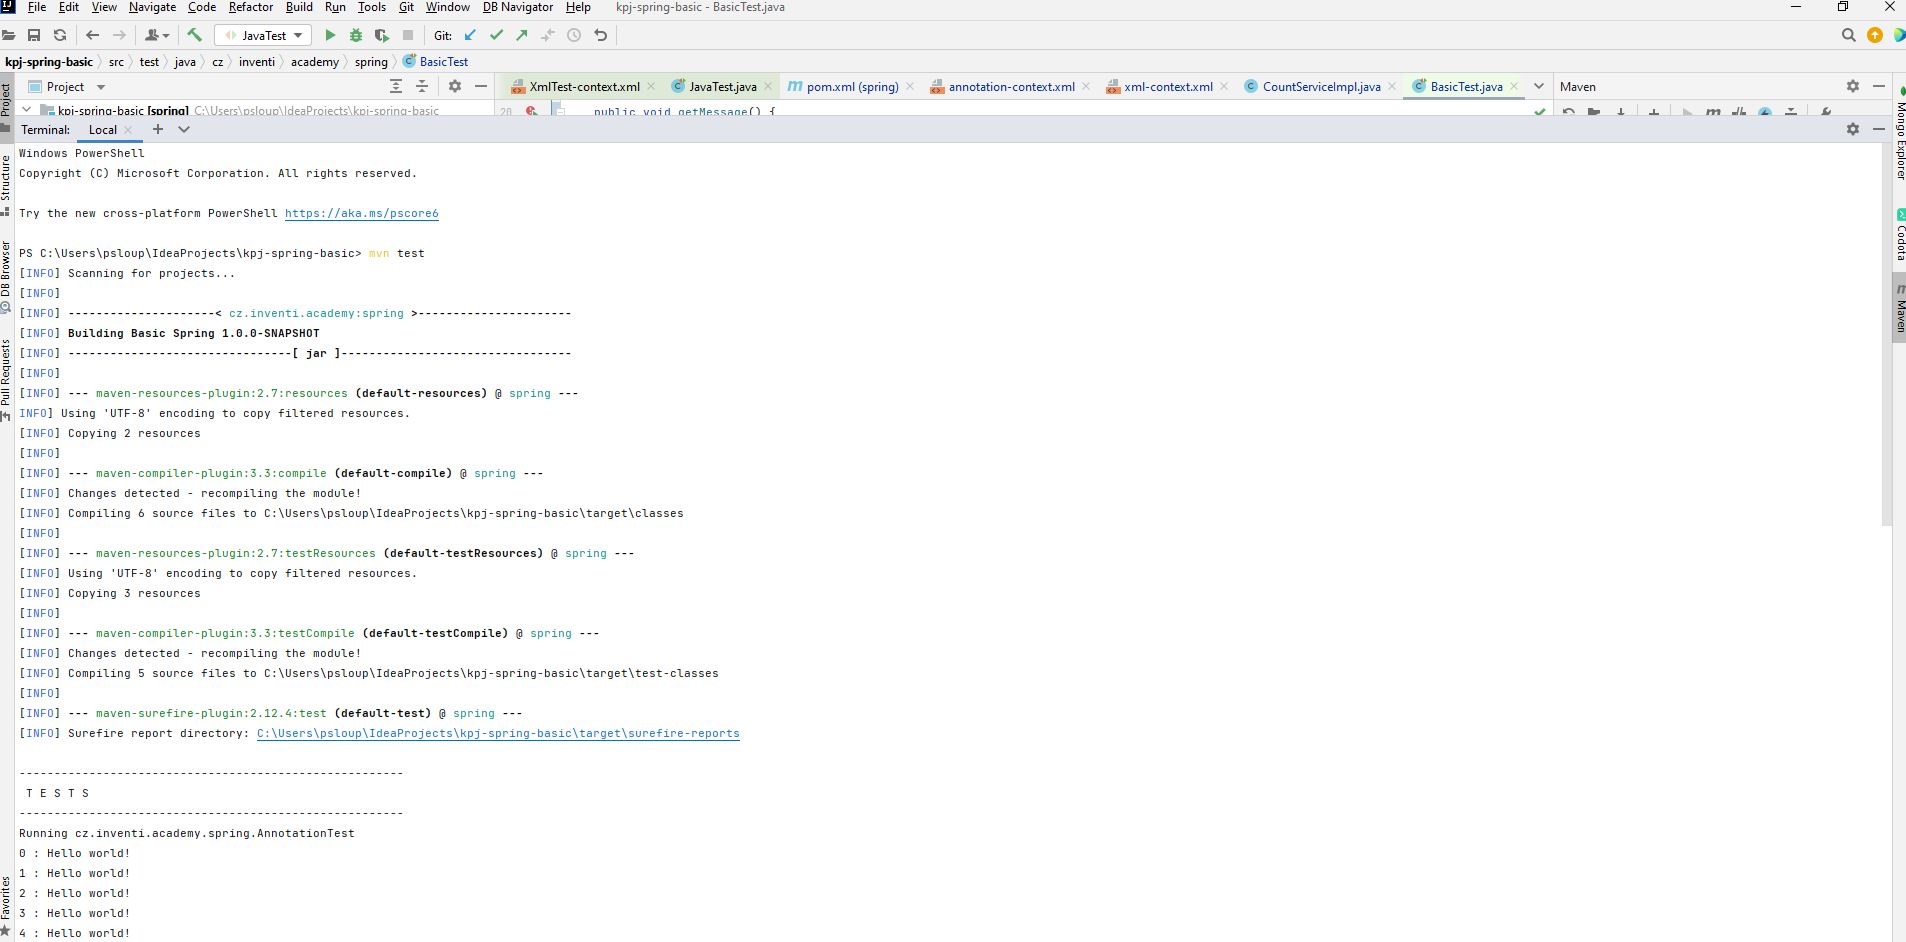 File Edit View Navigate Code Refactor Build Run Tools Git Window DB Navigator Help kpj-spring-basic - BasicTest.java
JavaTest Git:
kpj-spring-basic src test java cz inventi academy spring BasicTest
Project XmlTest-context.xml JavaTest.java pom.xml (spring) annotation-context.xml xml-context.xml CountServiceImpl.java BasicTest.java Maven
kpj-spring-basic [spring] C:\Users\psloup\IdeaProjects\kpj-spring-basic 20 public void getMessage() {
Terminal: Local
Windows PowerShell
Copyright (C) Microsoft Corporation. All rights reserved.
Try the new cross-platform PowerShell https://aka.ms/pscore6
PS C:\Users\psloup\IdeaProjects\kpj-spring-basic> mvn test
[INFO] Scanning for projects...
[INFO]
[INFO] ---------------------< cz.inventi.academy:spring >----------------------
[INFO] Building Basic Spring 1.0.0-SNAPSHOT
[INFO] --------------------------------[ jar ]---------------------------------
[INFO]
[INFO] --- maven-resources-plugin:2.7:resources (default-resources) @ spring ---
INFO] Using 'UTF-8' encoding to copy filtered resources.
[INFO] Copying 2 resources
[INFO]
[INFO] --- maven-compiler-plugin:3.3:compile (default-compile) @ spring ---
[INFO] Changes detected - recompiling the module!
[INFO] Compiling 6 source files to C:\Users\psloup\IdeaProjects\kpj-spring-basic\target\classes
[INFO]
[INFO] --- maven-resources-plugin:2.7:testResources (default-testResources) @ spring ---
[INFO] Using 'UTF-8' encoding to copy filtered resources.
[INFO] Copying 3 resources
[INFO]
[INFO] --- maven-compiler-plugin:3.3:testCompile (default-testCompile) @ spring ---
[INFO] Changes detected - recompiling the module!
[INFO] Compiling 5 source files to C:\Users\psloup\IdeaProjects\kpj-spring-basic\target\test-classes
[INFO]
[INFO] --- maven-surefire-plugin:2.12.4:test (default-test) @ spring ---
[INFO] Surefire report directory: C:\Users\psloup\IdeaProjects\kpj-spring-basic\target\surefire-reports
-------------------------------------------------------
T E S T S
-------------------------------------------------------
Running cz.inventi.academy.spring.AnnotationTest
0 : Hello world!
1 : Hello world!
2 : Hello world!
3 : Hello world!
4 : Hello world!
Project
Structure
DB Browser
Pull Requests
Favorites
Mongo Explorer
Codota
Maven